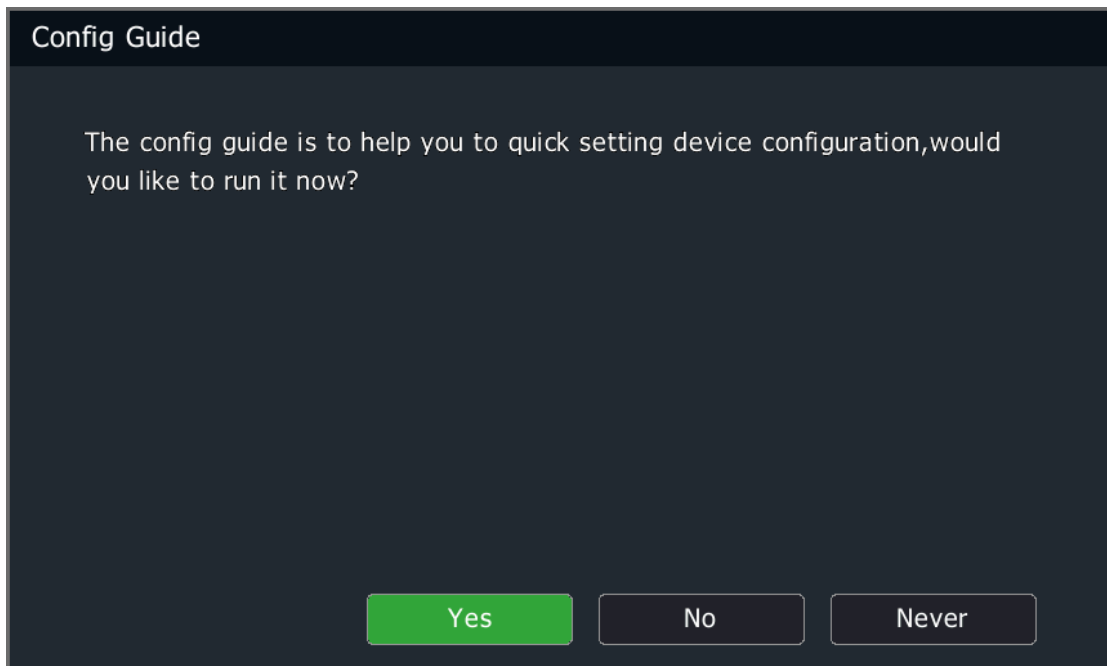 Config Guide
The config guide is to help you to quick setting device configuration,would
you like to run it now?
Yes No Never